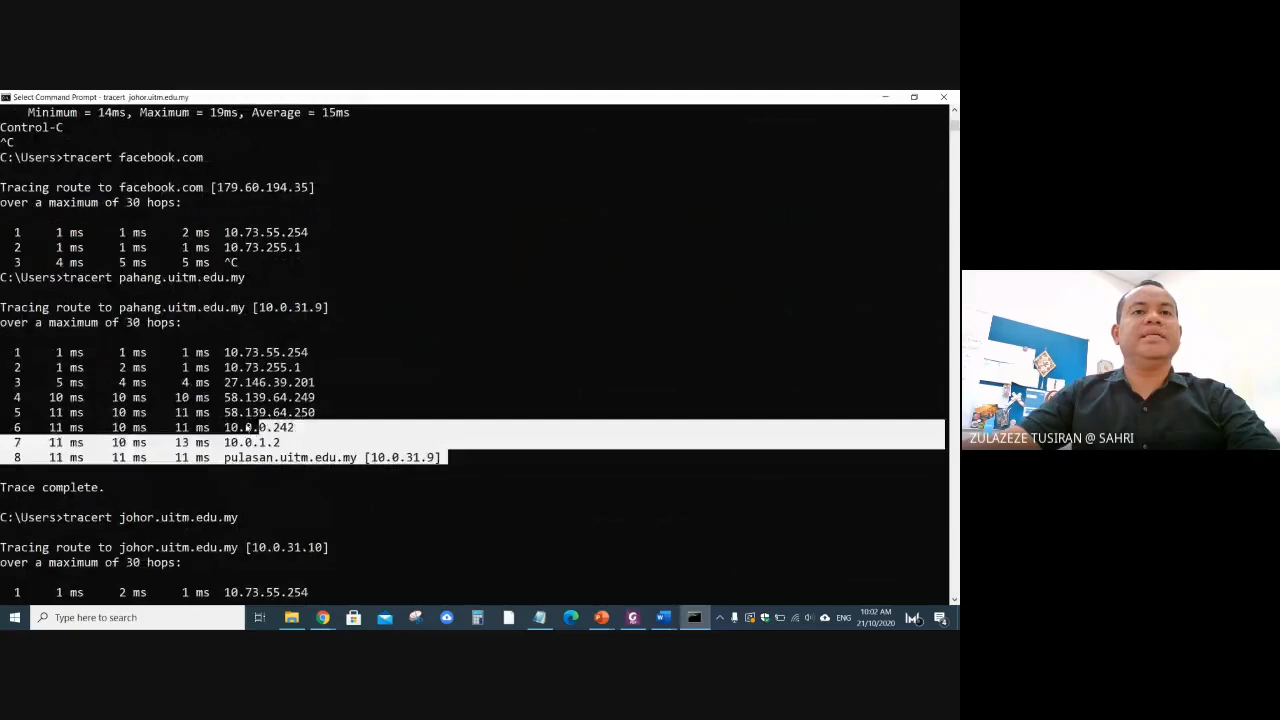 Select Command Prompt - tracert johor.uitm.edu.my
Minimum = 14ms, Maximum = 19ms, Average = 15ms
Control-C
^C
C:\Users>tracert facebook.com
Tracing route to facebook.com [179.60.194.35]
over a maximum of 30 hops:
1 1 ms 1 ms 2 ms 10.73.55.254
2 1 ms 1 ms 1 ms 10.73.255.1
3 4 ms 5 ms 5 ms ^C
C:\Users>tracert pahang.uitm.edu.my
Tracing route to pahang.uitm.edu.my [10.0.31.9]
over a maximum of 30 hops:
1 1 ms 1 ms 1 ms 10.73.55.254
2 1 ms 2 ms 1 ms 10.73.255.1
3 5 ms 4 ms 4 ms 27.146.39.201
4 10 ms 10 ms 10 ms 58.139.64.249
5 11 ms 10 ms 11 ms 58.139.64.250
6 11 ms 10 ms 11 ms 10.0.0.242
7 11 ms 10 ms 13 ms 10.0.1.2
8 11 ms 11 ms 11 ms pulasan.uitm.edu.my [10.0.31.9]
Trace complete.
C:\Users>tracert johor.uitm.edu.my
Tracing route to johor.uitm.edu.my [10.0.31.10]
over a maximum of 30 hops:
1 1 ms 2 ms 1 ms 10.73.55.254
Type here to search
ENG
10:02 AM
21/10/2020
ZULAZEZE TUSIRAN @ SAHRI